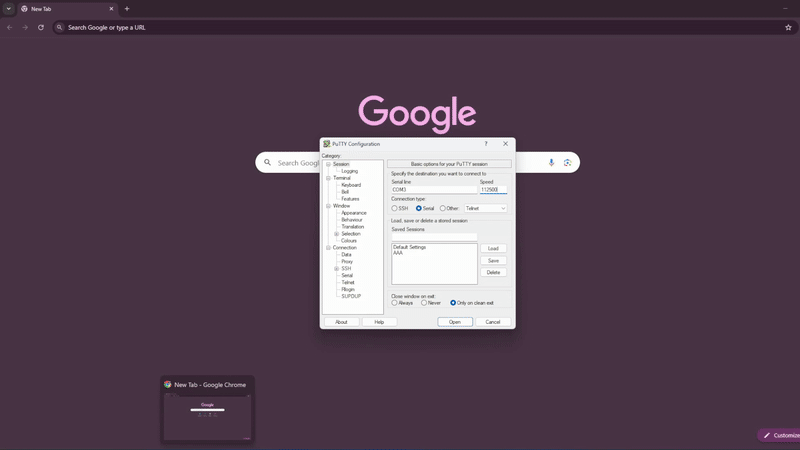 New Tab
Search Google or type a URL
Google
Search Googl
PuTTY Configuration
Category:
Session
Logging
Terminal
Keyboard
Bell
Features
Window
Appearance
Behaviour
Translation
Selection
Colours
Connection
Data
Proxy
SSH
Serial
Telnet
Rlogin
SUPDUP
Basic options for your PuTTY session
Specify the destination you want to connect to
Serial line
Speed
COM3
112500
Connection type:
SSH
Serial
Other:
Telnet
Load, save or delete a stored session
Saved Sessions
Default Settings
AAA
Load
Save
Delete
Close window on exit:
Always
Never
Only on clean exit
About
Help
Open
Cancel
New Tab - Google Chrome
Google
Customize